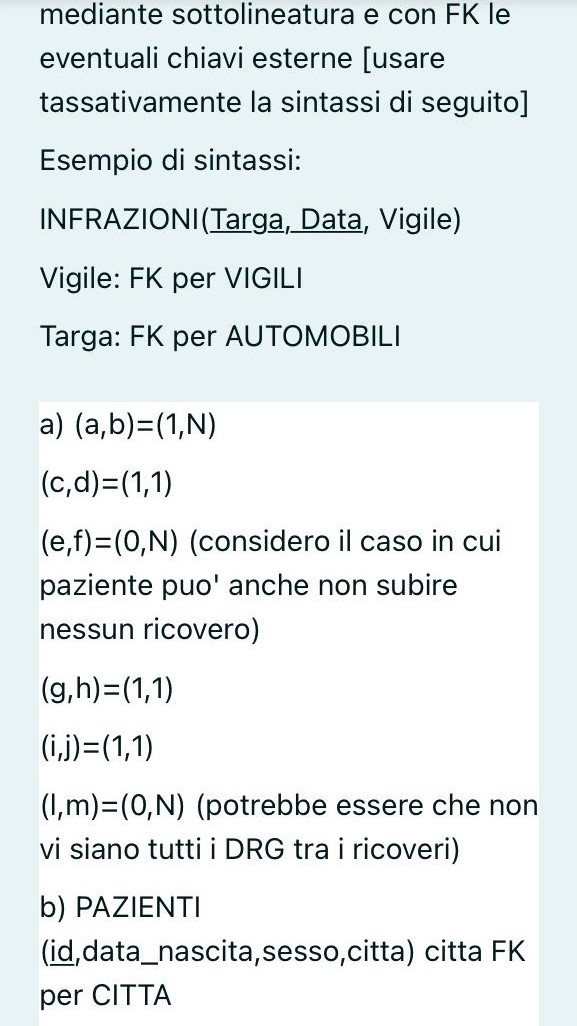 mediante sottolineatura e con FK le
eventuali chiavi esterne [usare
tassativamente la sintassi di seguito]
Esempio di sintassi:
INFRAZIONI(Targa, Data, Vigile)
Vigile: FK per VIGILI
Targa: FK per AUTOMOBILI
a) (a,b)=(1,N)
(c,d)=(1,1)
(e,f)=(0,N) (considero il caso in cui
paziente puo' anche non subire
nessun ricovero)
(g,h)=(1,1)
(i,j)=(1,1)
(l,m)=(0,N) (potrebbe essere che non
vi siano tutti i DRG tra i ricoveri)
b) PAZIENTI
(id,data_nascita,sesso,citta) citta FK
per CITTA